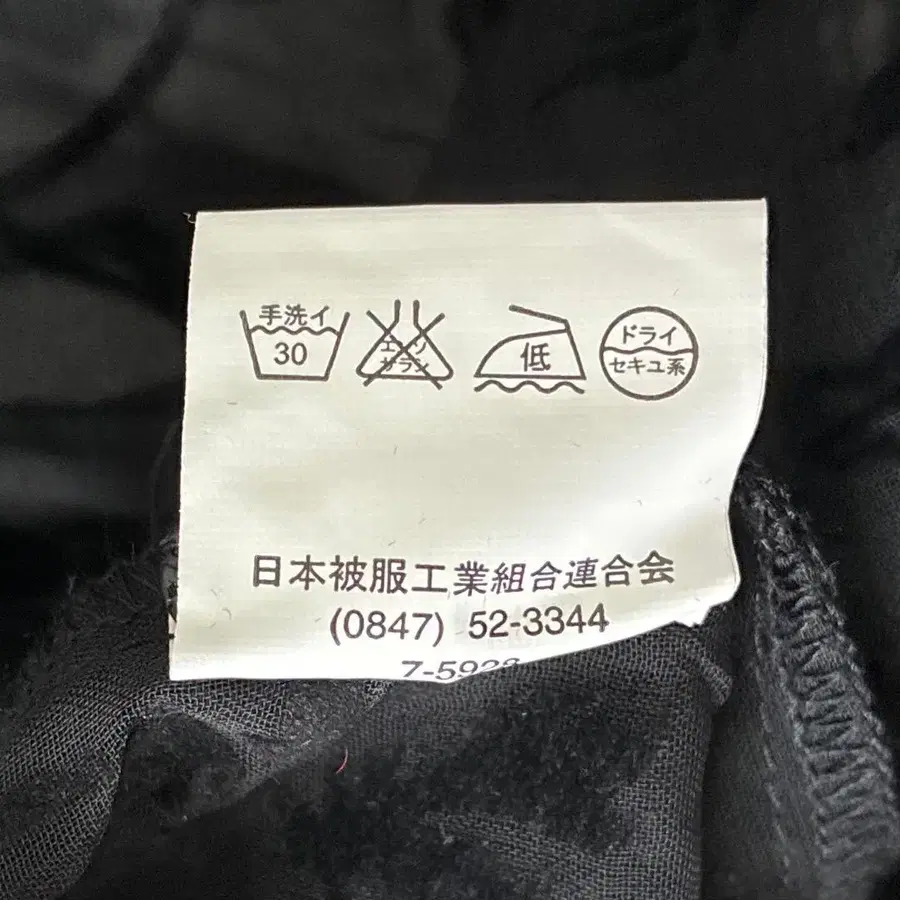 手洗イ 30
エンソ サラシ
低
ドライ セキユ系
日本被服工業組合連合会
(0847) 52-3344